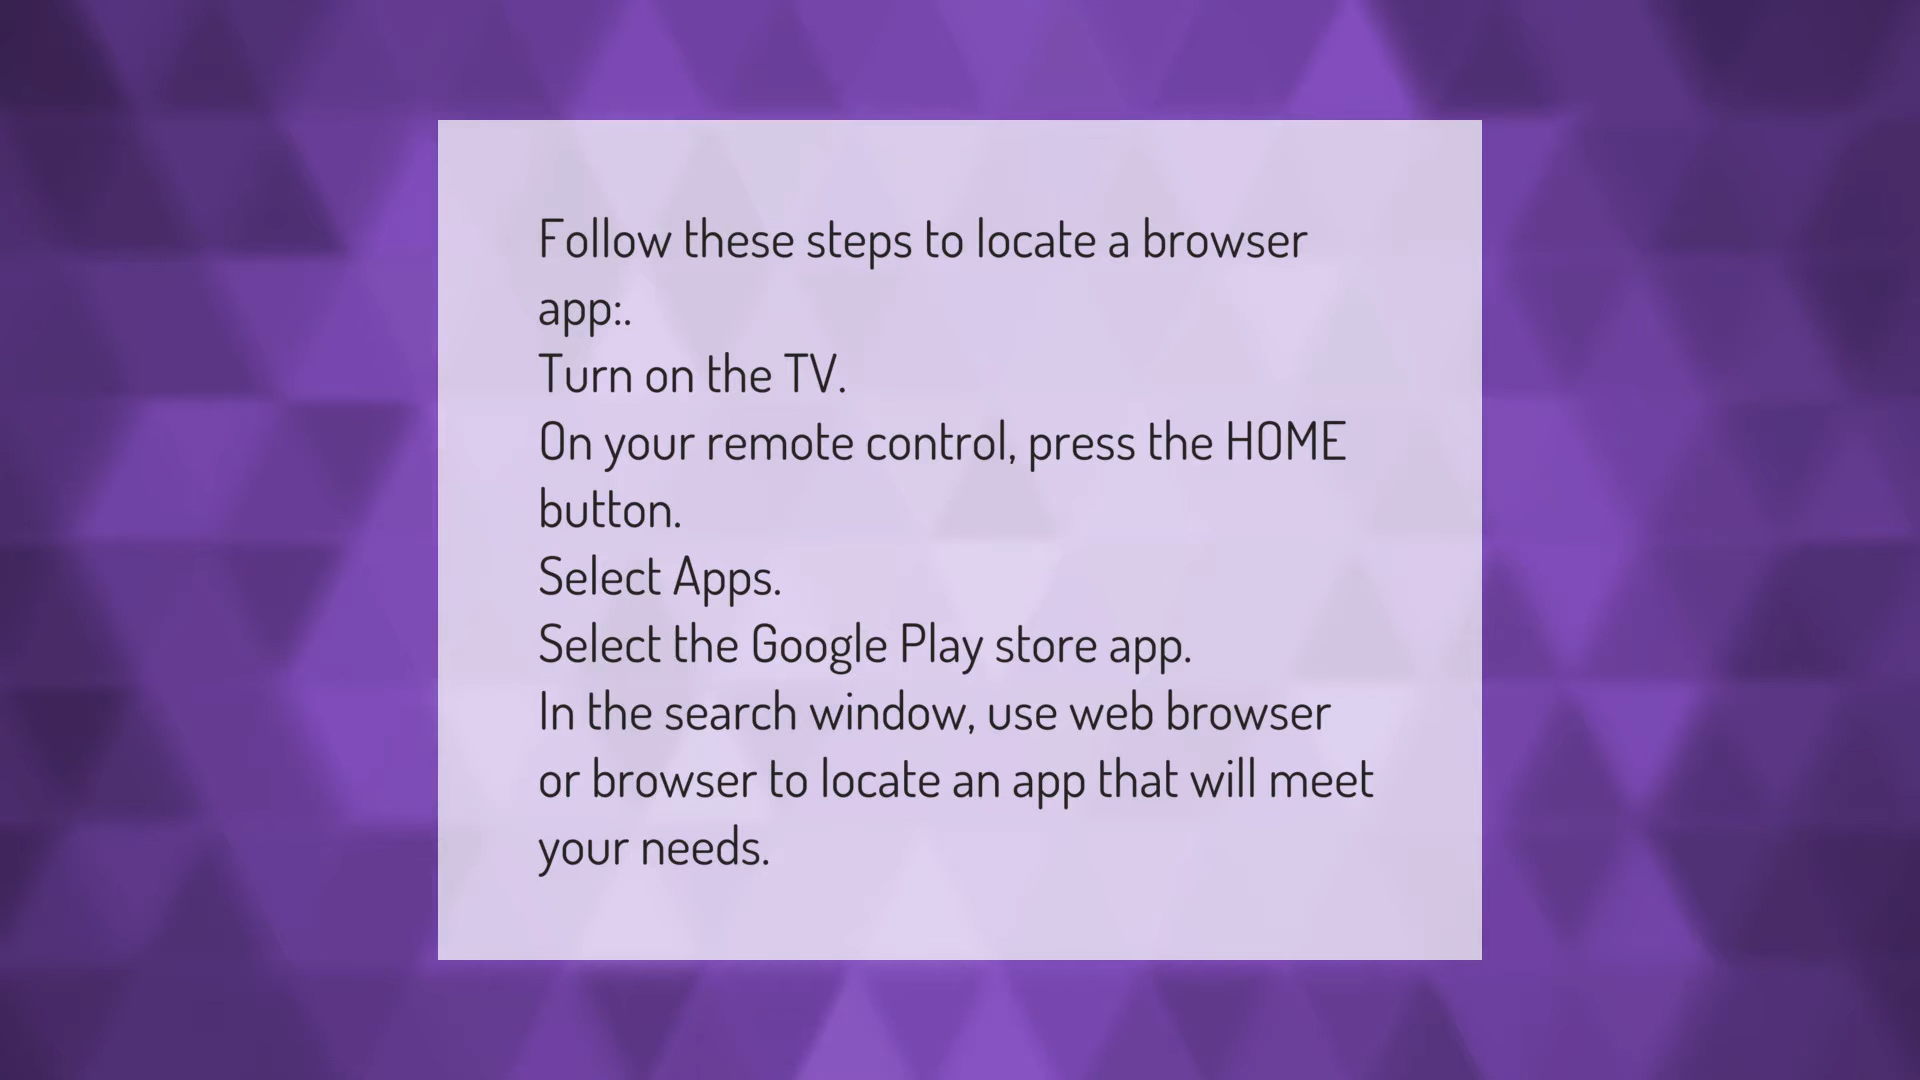 Follow these steps to locate a browser
app:.
Turn on the TV.
On your remote control, press the HOME
button.
Select Apps.
Select the Google Play store app.
In the search window, use web browser
or browser to locate an app that will meet
your needs.